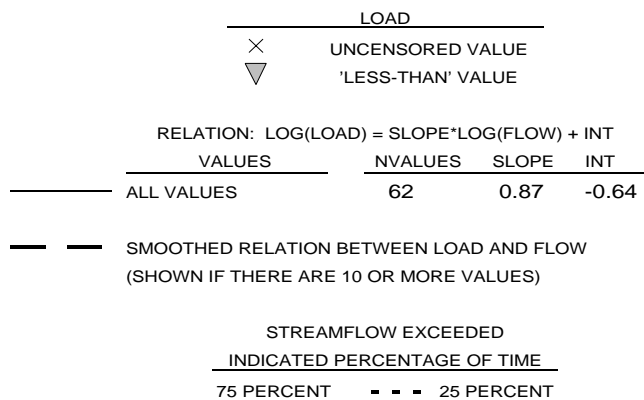 LOAD
UNCENSORED VALUE
'LESS-THAN' VALUE
RELATION: LOG(LOAD) = SLOPE*LOG(FLOW) + INT
VALUES NVALUES SLOPE INT
ALL VALUES 62 0.87 -0.64
SMOOTHED RELATION BETWEEN LOAD AND FLOW
(SHOWN IF THERE ARE 10 OR MORE VALUES)
STREAMFLOW EXCEEDED
INDICATED PERCENTAGE OF TIME
75 PERCENT 25 PERCENT